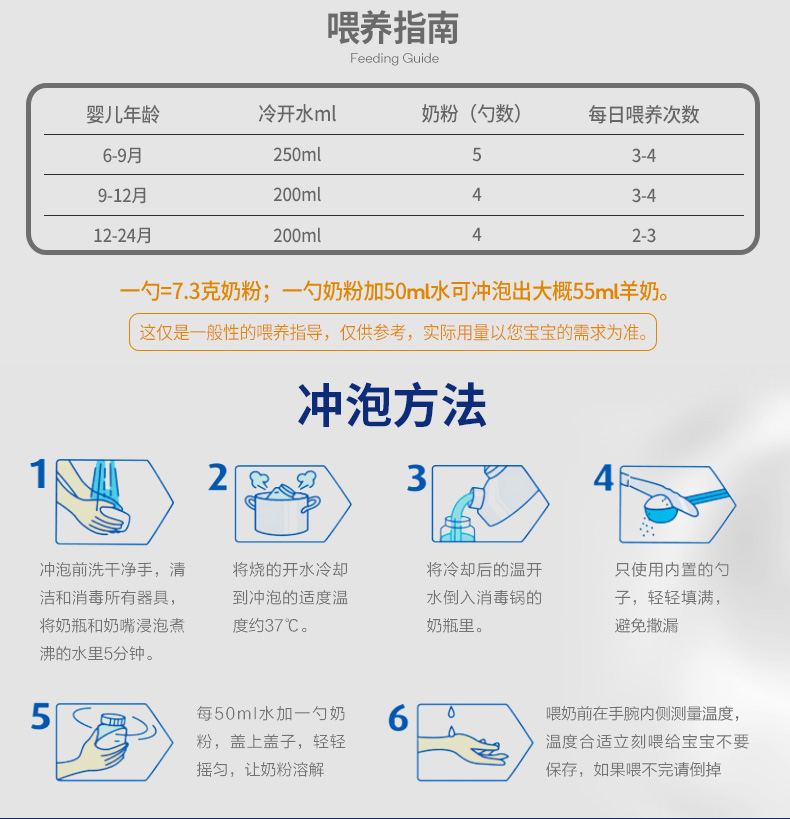 喂养指南
Feeding Guide
婴儿年龄 冷开水ml 奶粉（勺数） 每日喂养次数
6-9月 250ml 5 3-4
9-12月 200ml 4 3-4
12-24月 200ml 4 2-3
一勺=7.3克奶粉；一勺奶粉加50ml水可冲泡出大概55ml羊奶。
这仅是一般性的喂养指导，仅供参考，实际用量以您宝宝的需求为准。
冲泡方法
1
冲泡前洗干净手，清
洁和消毒所有器具，
将奶瓶和奶嘴浸泡煮
沸的水里5分钟。
2
将烧的开水冷却
到冲泡的适度温
度约37℃。
3
将冷却后的温开
水倒入消毒锅的
奶瓶里。
4
只使用内置的勺
子，轻轻填满，
避免撒漏
5
每50ml水加一勺奶
粉，盖上盖子，轻轻
摇匀，让奶粉溶解
6
喂奶前在手腕内侧测量温度，
温度合适立刻喂给宝宝不要
保存，如果喂不完请倒掉